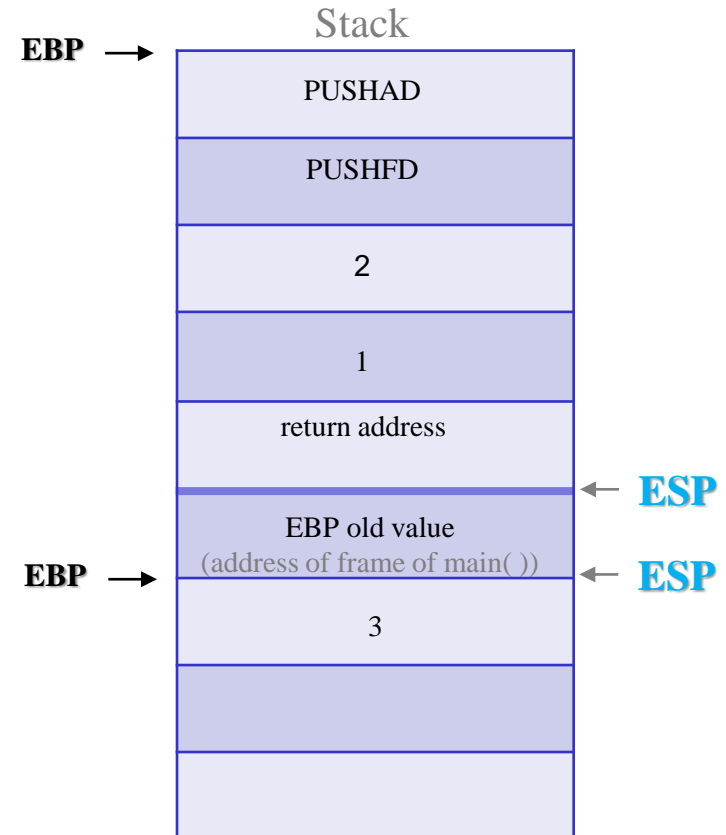 Stack
EBP
PUSHAD
PUSHFD
2
1
return address
ESP
EBP old value
(address of frame of main( ))
EBP
ESP
3